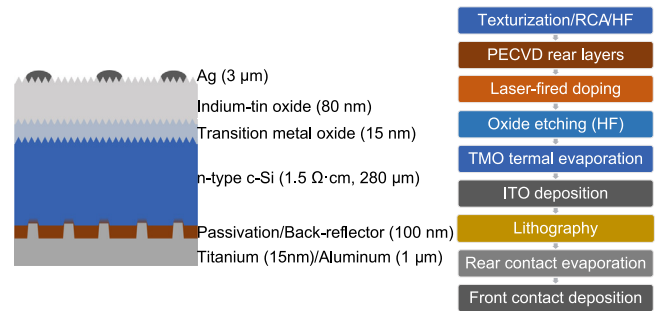 Ag (3 µm)
Indium-tin oxide (80 nm)
Transition metal oxide (15 nm)
n-type c-Si (1.5 Ω·cm, 280 µm)
Passivation/Back-reflector (100 nm)
Titanium (15nm)/Aluminum (1 µm)
Texturization/RCA/HF
PECVD rear layers
Laser-fired doping
Oxide etching (HF)
TMO termal evaporation
ITO deposition
Lithography
Rear contact evaporation
Front contact deposition